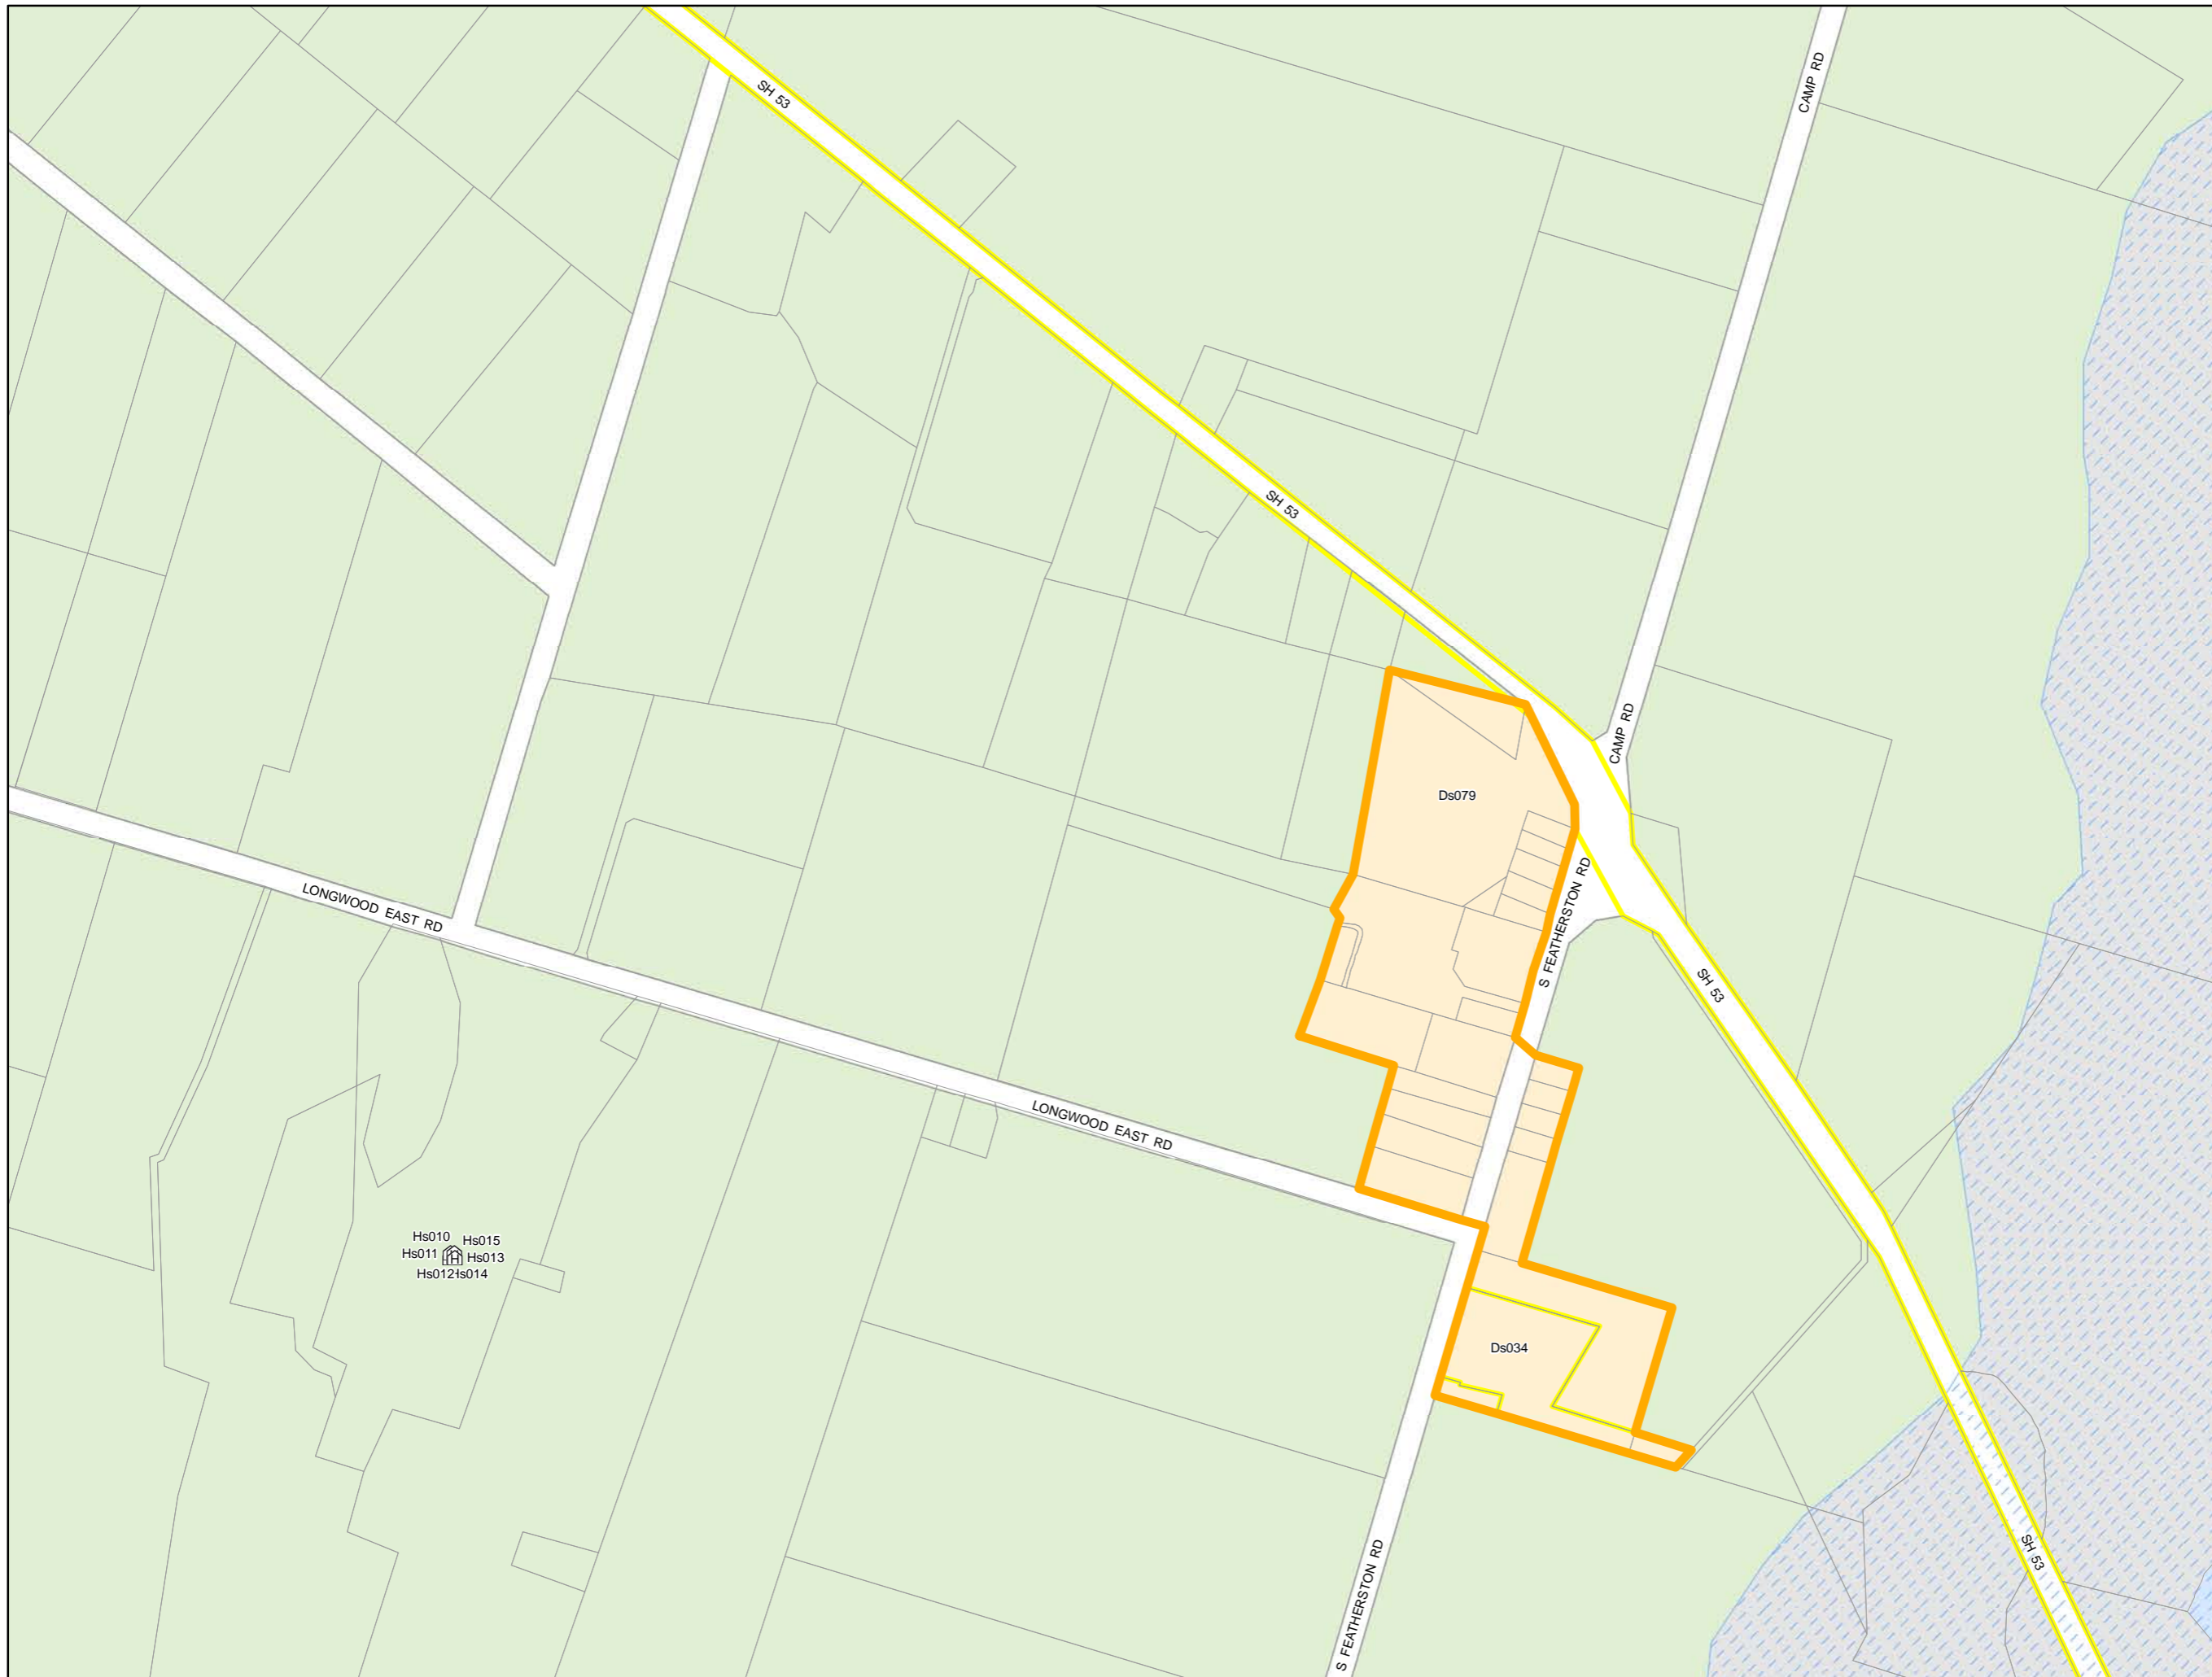 CAMP RD
SH 53
SH 53
CAMP RD
Ds079
S FEATHERSTON RD
LONGWOOD EAST RD
SH 53
LONGWOOD EAST RD
Hs010 Hs015
Hs011 Hs013
Hs012 Hs014
Ds034
SH 53
S FEATHERSTON RD